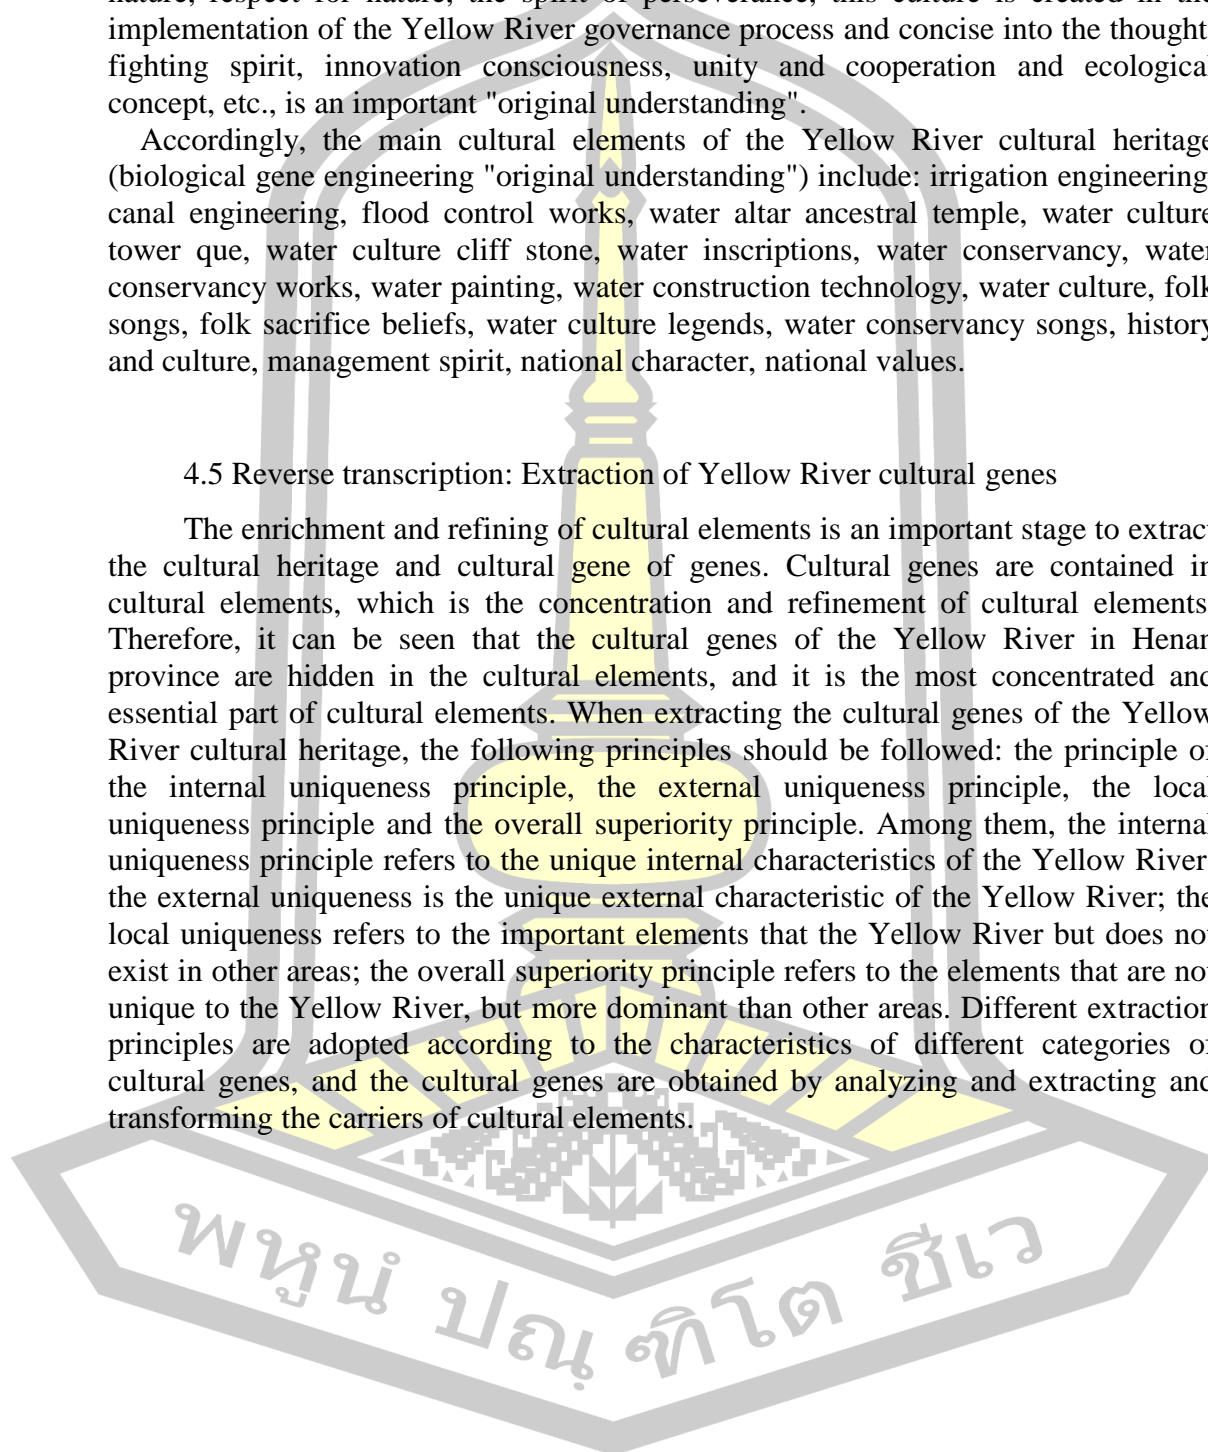 nature, respect for nature, the spirit of perseverance, this culture is created in the
implementation of the Yellow River governance process and concise into the thought
fighting spirit, innovation consciousness, unity and cooperation and ecological
concept, etc., is an important "original understanding".
Accordingly, the main cultural elements of the Yellow River cultural heritage
(biological gene engineering "original understanding") include: irrigation engineering
canal engineering, flood control works, water altar ancestral temple, water culture
tower que, water culture cliff stone, water inscriptions, water conservancy, water
conservancy works, water painting, water construction technology, water culture, folk
songs, folk sacrifice beliefs, water culture legends, water conservancy songs, history
and culture, management spirit, national character, national values.
4.5 Reverse transcription: Extraction of Yellow River cultural genes
The enrichment and refining of cultural elements is an important stage to extract
the cultural heritage and cultural gene of genes. Cultural genes are contained in
cultural elements, which is the concentration and refinement of cultural elements
Therefore, it can be seen that the cultural genes of the Yellow River in Henan
province are hidden in the cultural elements, and it is the most concentrated and
essential part of cultural elements. When extracting the cultural genes of the Yellow
River cultural heritage, the following principles should be followed: the principle of
the internal uniqueness principle, the external uniqueness principle, the local
uniqueness principle and the overall superiority principle. Among them, the internal
uniqueness principle refers to the unique internal characteristics of the Yellow River
the external uniqueness is the unique external characteristic of the Yellow River; the
local uniqueness refers to the important elements that the Yellow River but does not
exist in other areas; the overall superiority principle refers to the elements that are not
unique to the Yellow River, but more dominant than other areas. Different extraction
principles are adopted according to the characteristics of different categories of
cultural genes, and the cultural genes are obtained by analyzing and extracting and
transforming the carriers of cultural elements.
พหูนํ ปณฺฑิโต ชีเว